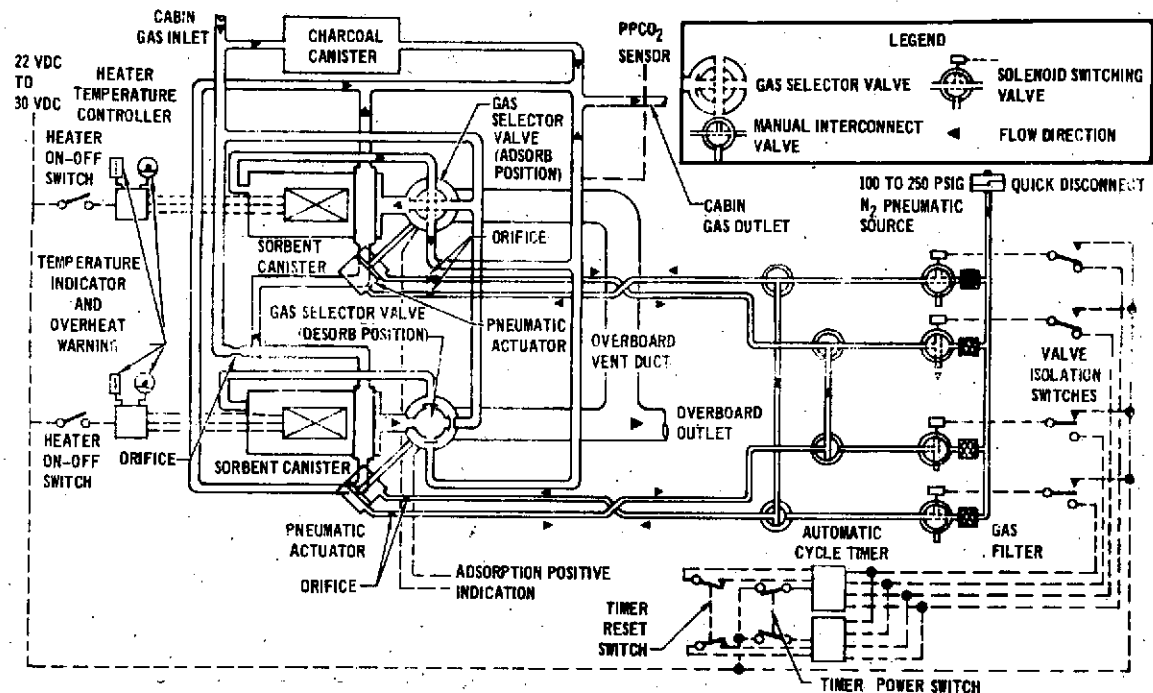 CABIN
GAS INLET
CHARCOAL
CANISTER
PPCO2
SENSOR
LEGEND
GAS SELECTOR VALVE
SOLENOID SWITCHING
VALVE
MANUAL INTERCONNECT
VALVE
FLOW DIRECTION
22 VDC
TO
30 VDC
HEATER
TEMPERATURE
CONTROLLER
HEATER
ON-OFF
SWITCH
GAS
SELECTOR
VALVE
(ADSORB
POSITION)
100 TO 250 PSIG
N2 PNEUMATIC
SOURCE
QUICK DISCONNECT
CABIN
GAS OUTLET
ORIFICE
SORBENT
CANISTER
TEMPERATURE
INDICATOR
AND
OVERHEAT
WARNING
GAS SELECTOR VALVE
(DESORB POSITION)
PNEUMATIC
ACTUATOR
OVERBOARD
VENT DUCT
VALVE
ISOLATION
SWITCHES
OVERBOARD
OUTLET
HEATER
ON-OFF
SWITCH
ORIFICE
SORBENT CANISTER
PNEUMATIC
ACTUATOR
ORIFICE
ADSORPTION POSITIVE
INDICATION
AUTOMATIC
CYCLE TIMER
GAS
FILTER
TIMER
RESET
SWITCH
TIMER POWER SWITCH